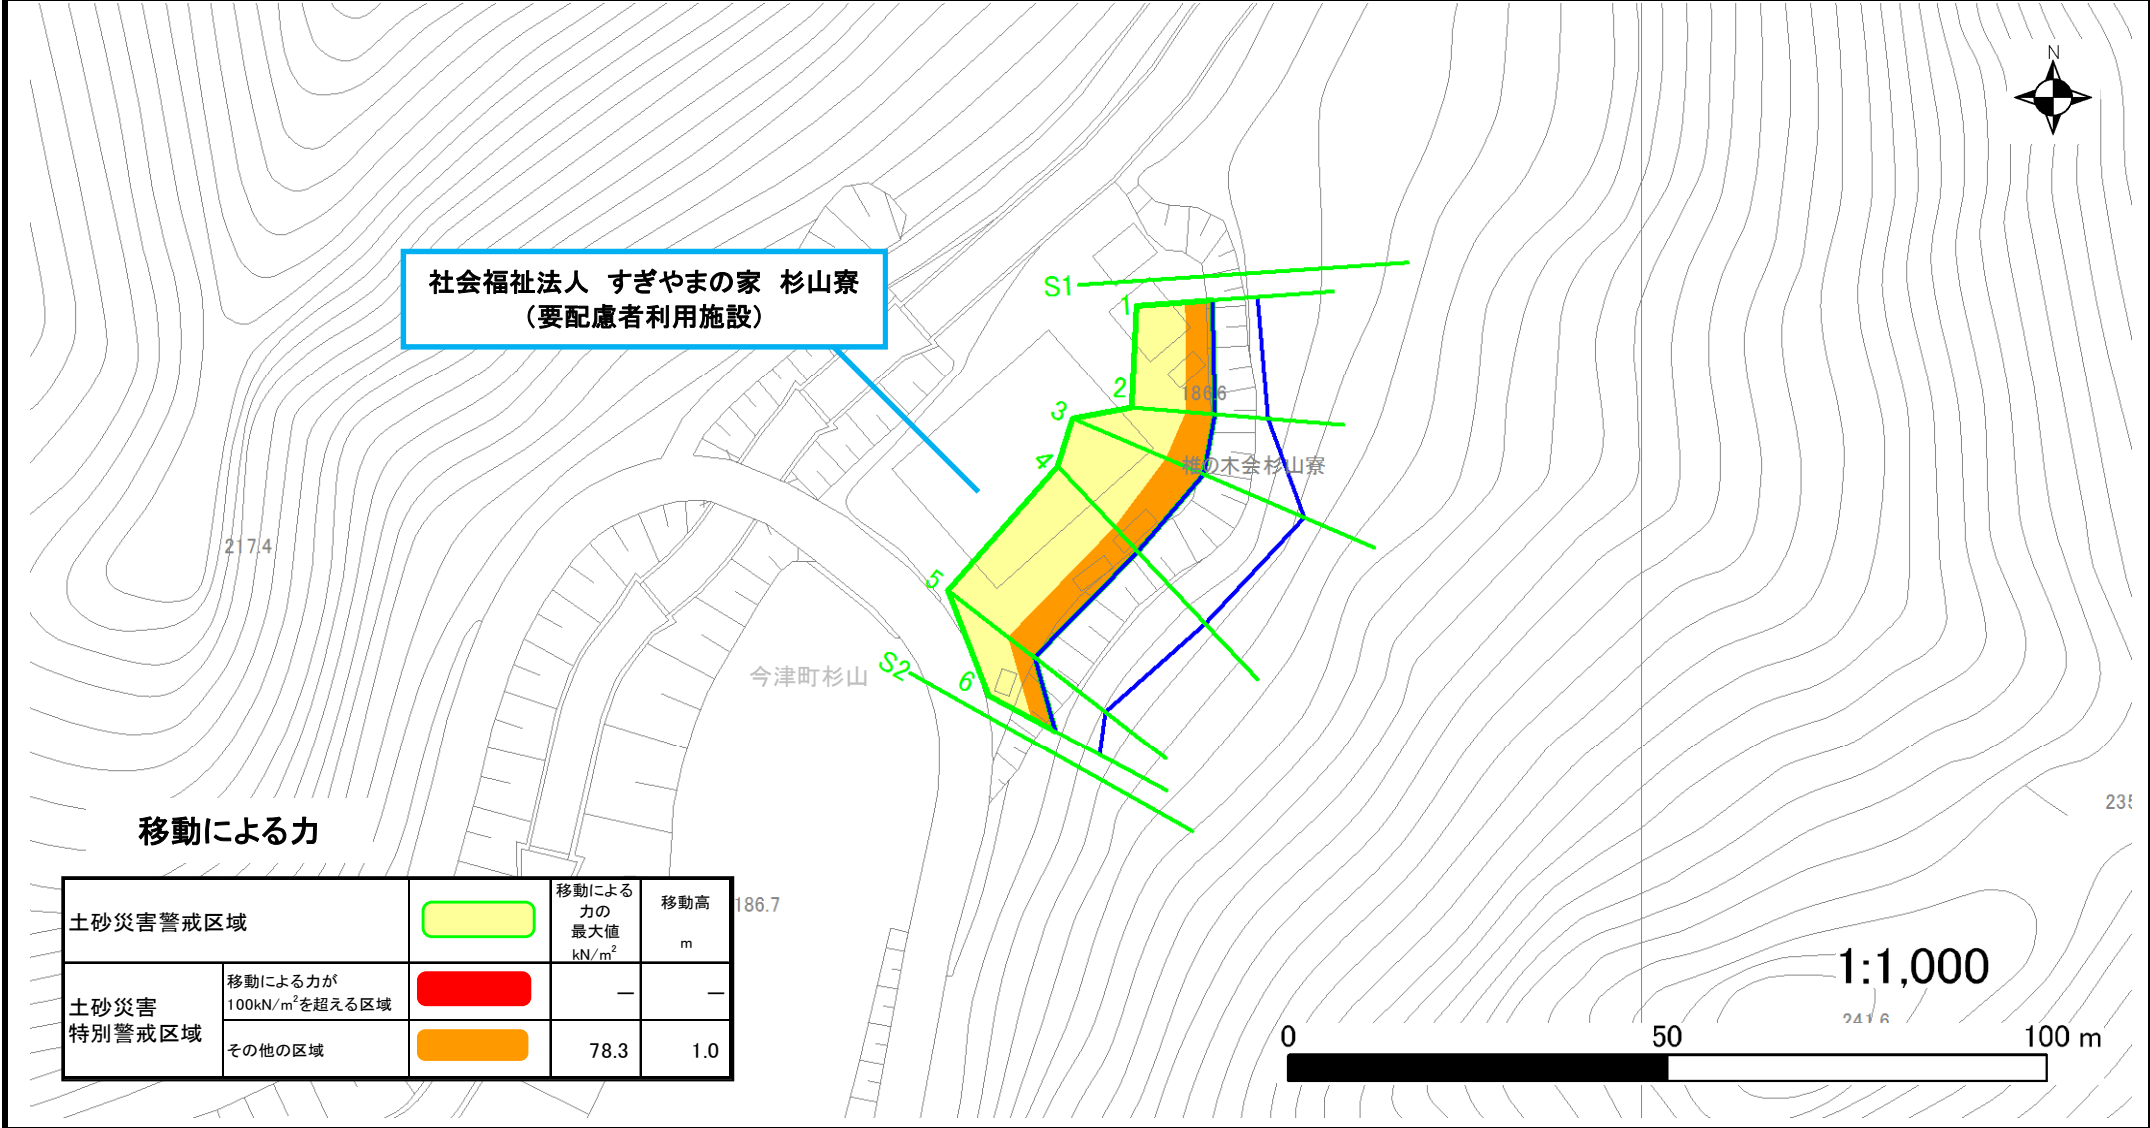 N
社会福祉法人　すぎやまの家　杉山寮
（要配慮者利用施設）
S1
1
2
186.6
3
4
椎の木会杉山寮
217.4
5
今津町杉山
S2
6
235
移動による力
土砂災害警戒区域
移動による
力の
最大値
kN/m²
移動高
m
186.7
土砂災害
特別警戒区域
移動による力が
100kN/m²を超える区域
－
－
その他の区域
78.3
1.0
1:1,000
241.6
0
50
100 m